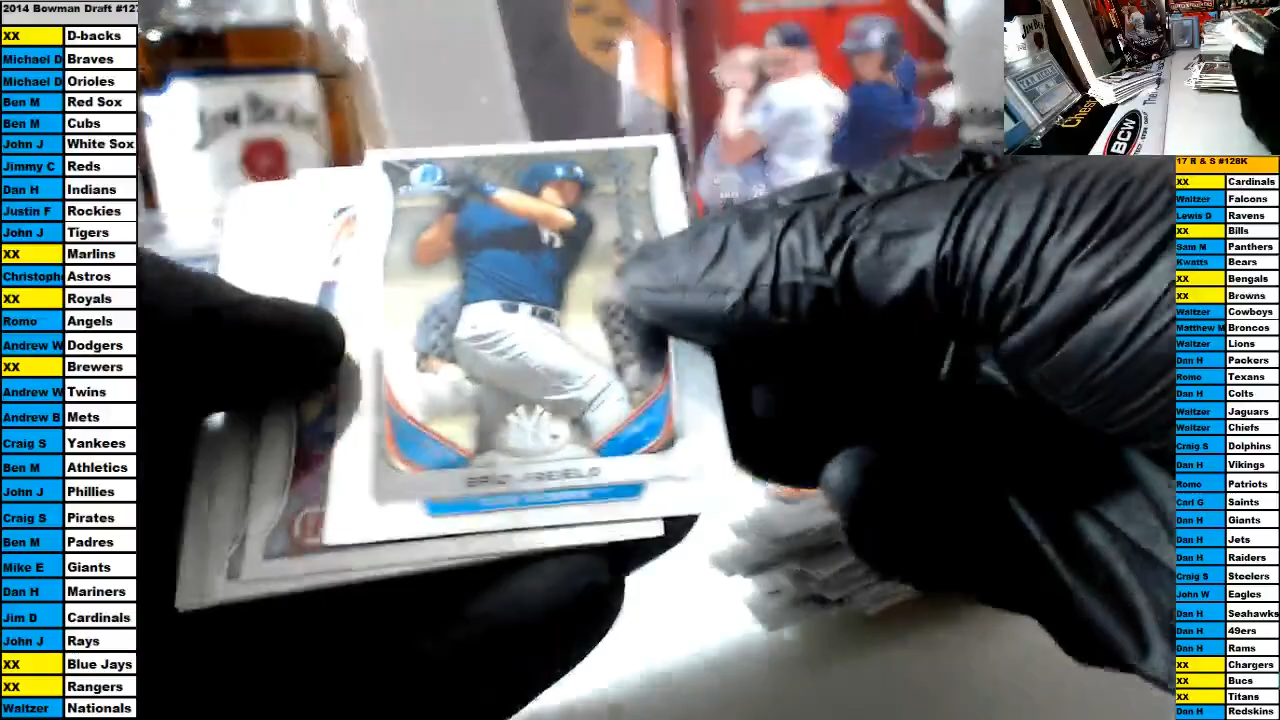 2014 Bowman Draft #127
XX D-backs
Michael D Braves
Michael D Orioles
Ben M Red Sox
Ben M Cubs
John J White Sox
Jimmy C Reds
Dan H Indians
Justin F Rockies
John J Tigers
XX Marlins
Christoph Astros
XX Royals
Romo Angels
Andrew W Dodgers
XX Brewers
Andrew W Twins
Andrew B Mets
Craig S Yankees
Ben M Athletics
John J Phillies
Craig S Pirates
Ben M Padres
Mike E Giants
Dan H Mariners
Jim D Cardinals
John J Rays
XX Blue Jays
XX Rangers
Waltzer Nationals
BCW
17 R & S #128K
XX Cardinals
Waltzer Falcons
Lewis D Ravens
XX Bills
Sam M Panthers
Kwatts Bears
XX Bengals
XX Browns
Waltzer Cowboys
Matthew M Broncos
Waltzer Lions
Dan H Packers
Romo Texans
Dan H Colts
Waltzer Jaguars
Waltzer Chiefs
Craig S Dolphins
Dan H Vikings
Romo Patriots
Carl G Saints
Dan H Giants
Dan H Jets
Dan H Raiders
Craig S Steelers
John W Eagles
Dan H Seahawks
Dan H 49ers
Dan H Rams
XX Chargers
XX Bucs
XX Titans
Dan H Redskins